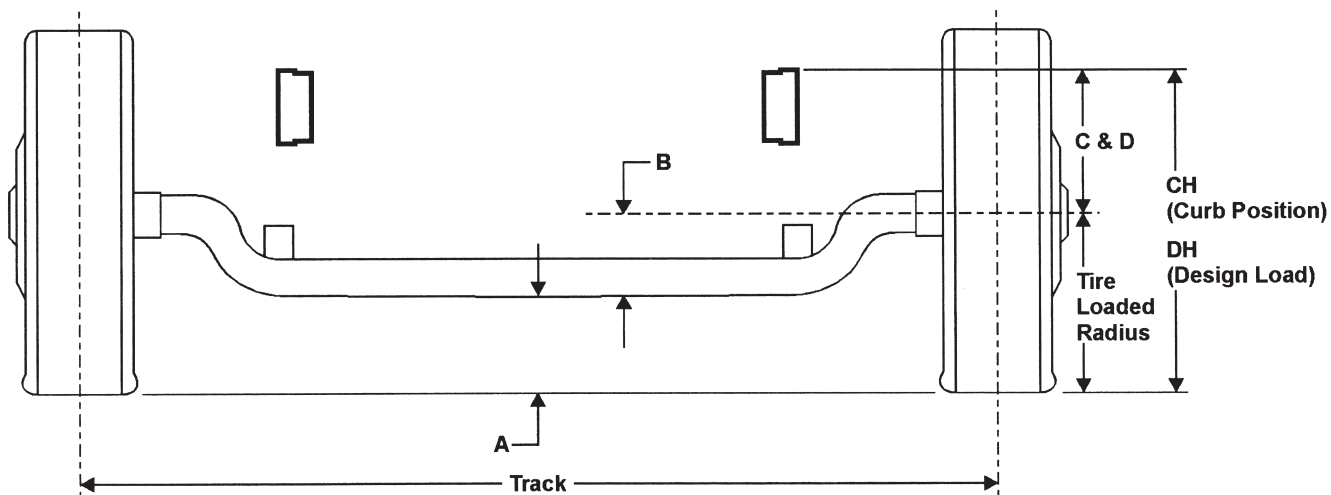 B
C & D
CH
(Curb Position)
DH
(Design Load)
Tire
Loaded
Radius
A
Track